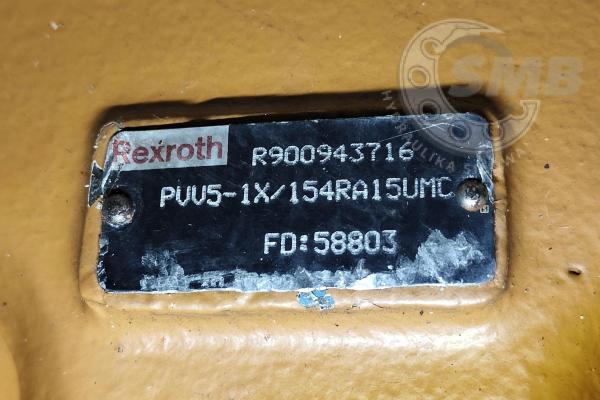 SMB
Rexroth R900943716
PVV5-1X/154RA15UMC
FD:58803